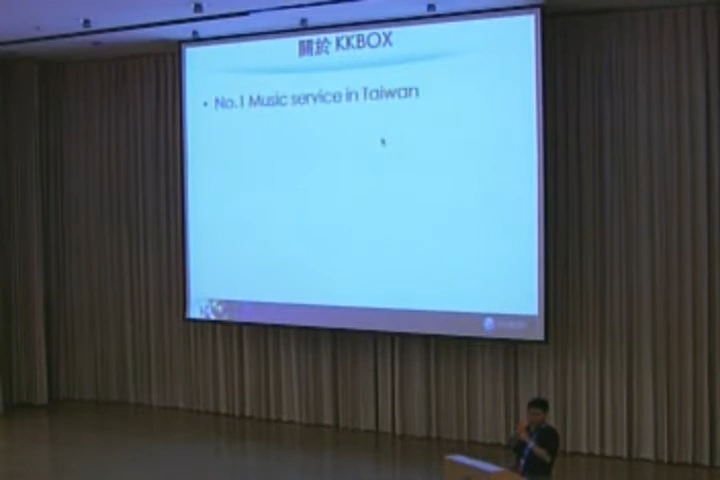 關於 KKBOX
• No.1 Music service in Taiwan